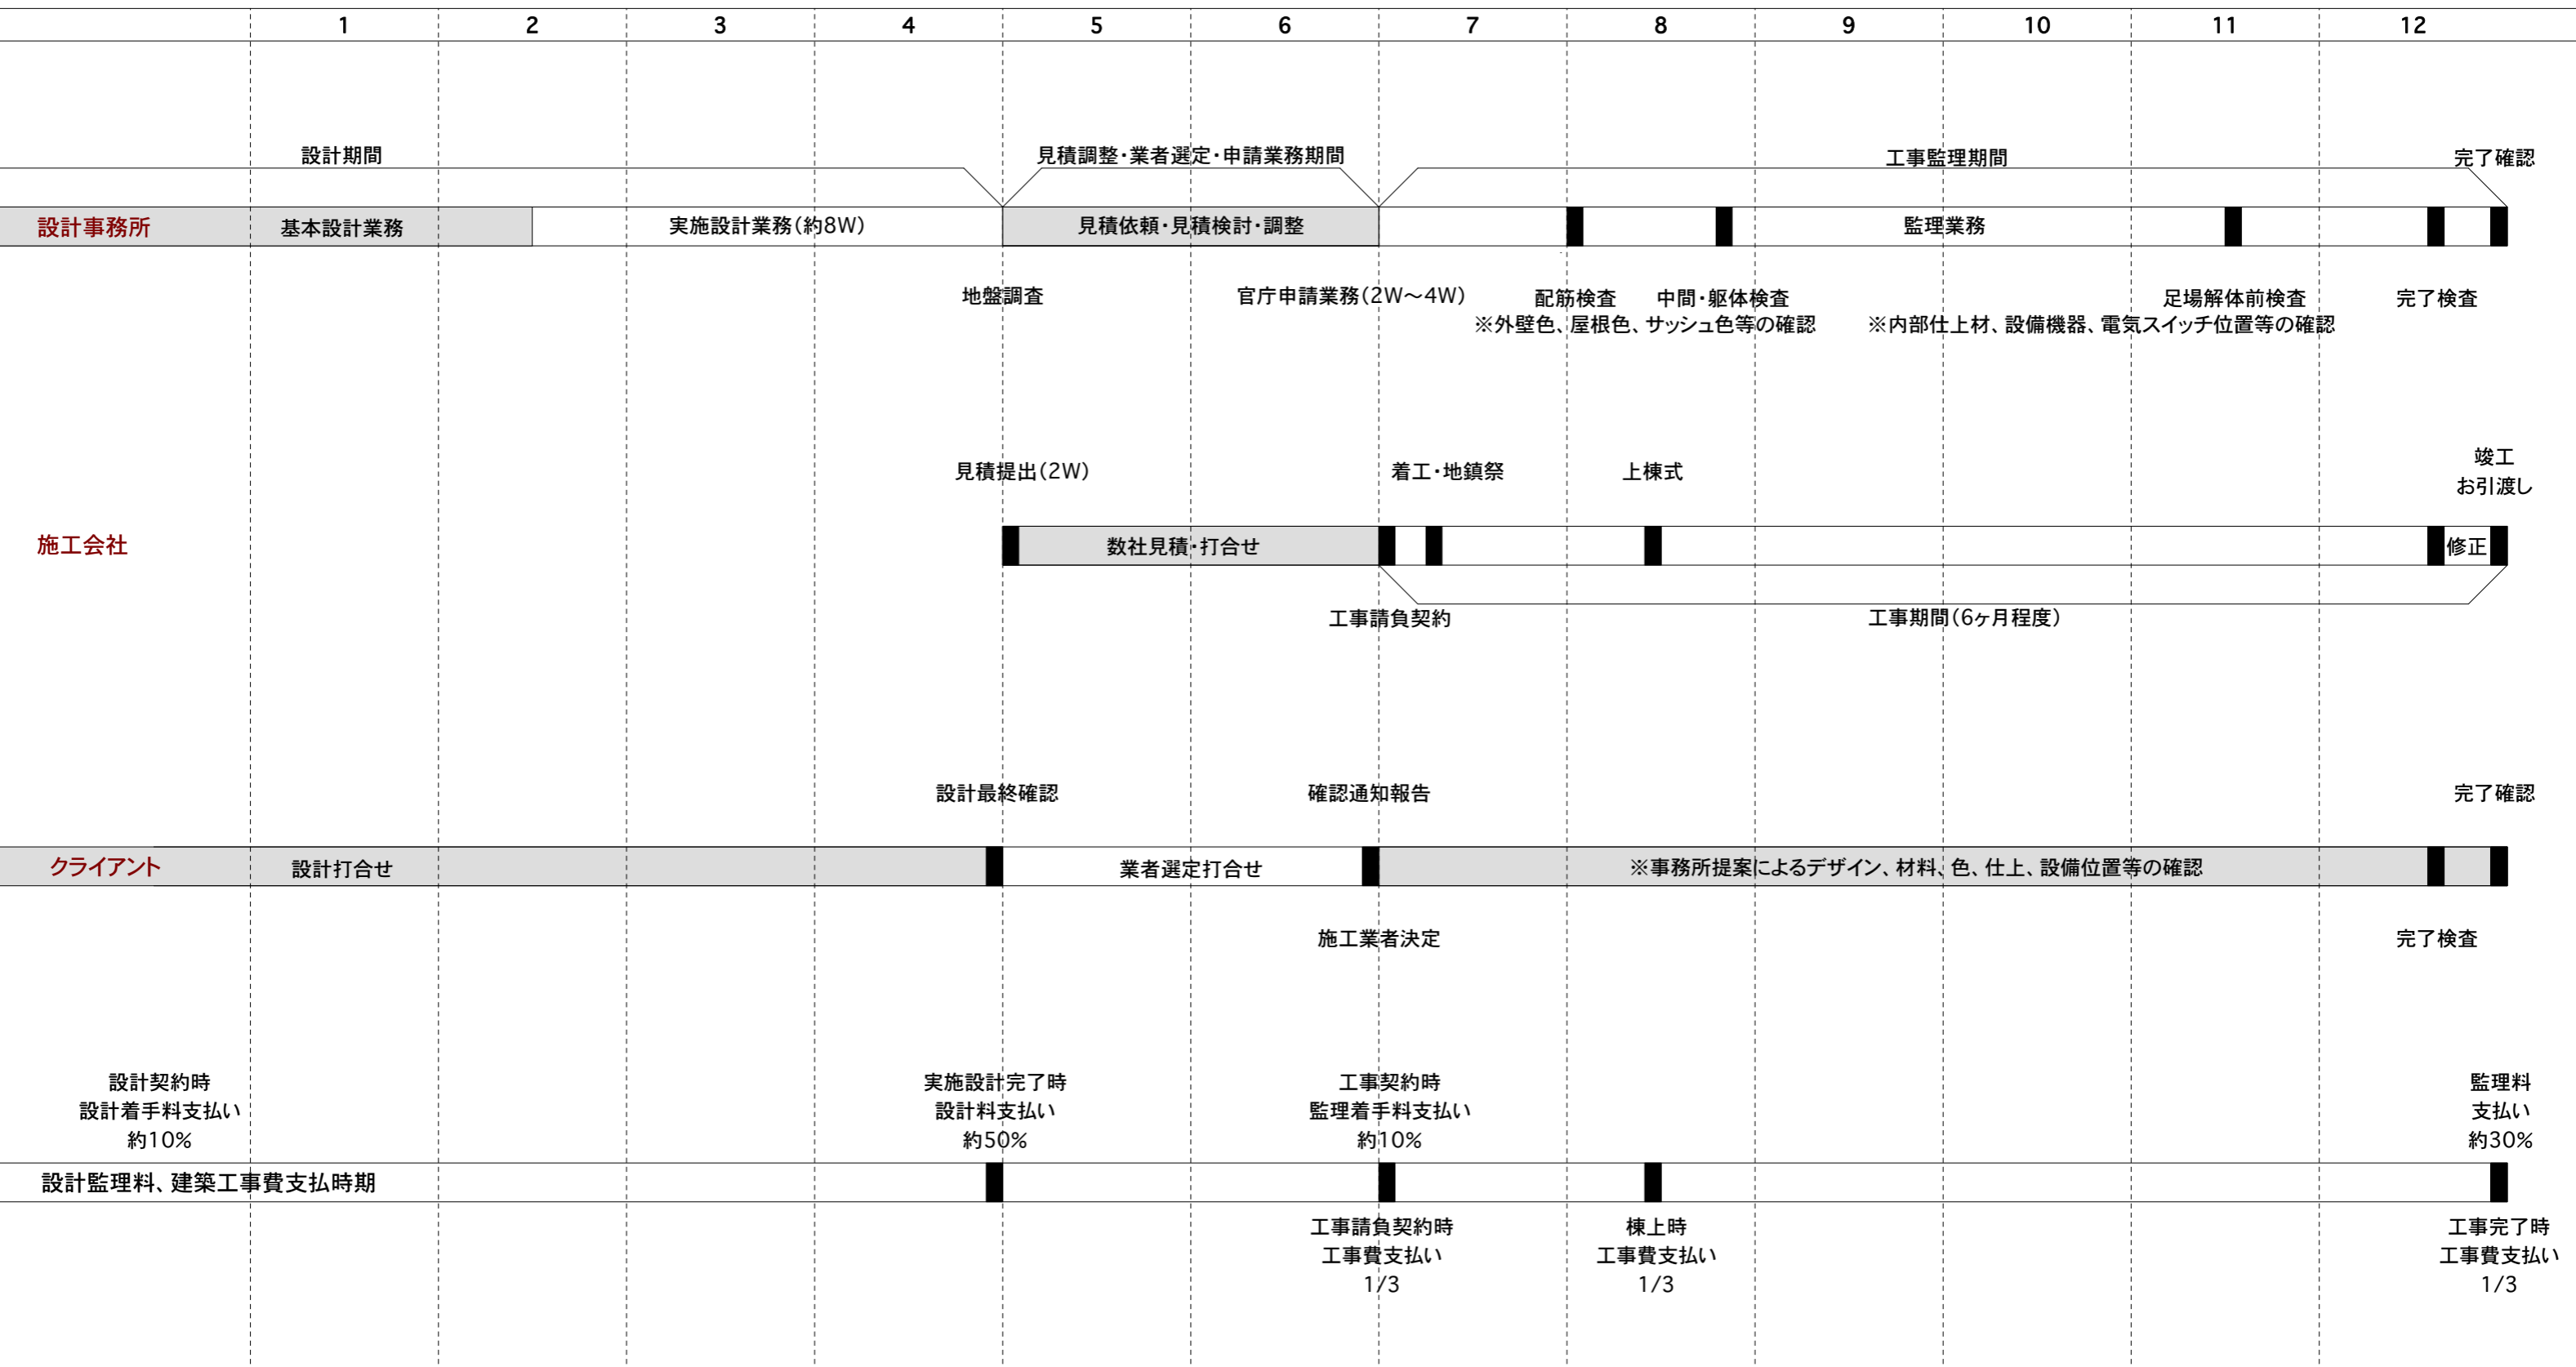 1 2 3 4 5 6 7 8 9 10 11 12
設計期間
見積調整・業者選定・申請業務期間
工事監理期間
完了確認
設計事務所
基本設計業務
実施設計業務(約8W)
見積依頼・見積検討・調整
監理業務
地盤調査
官庁申請業務(2W〜4W)
配筋検査
中間・躯体検査
足場解体前検査
完了検査
※外壁色、屋根色、サッシュ色等の確認
※内部仕上材、設備機器、電気スイッチ位置等の確認
見積提出(2W)
着工・地鎮祭
上棟式
竣工
お引渡し
施工会社
数社見積・打合せ
修正
工事請負契約
工事期間(6ヶ月程度)
設計最終確認
確認通知報告
完了確認
クライアント
設計打合せ
業者選定打合せ
※事務所提案によるデザイン、材料、色、仕上、設備位置等の確認
施工業者決定
完了検査
設計契約時
設計着手料支払い
約10%
実施設計完了時
設計料支払い
約50%
工事契約時
監理着手料支払い
約10%
監理料
支払い
約30%
設計監理料、建築工事費支払時期
工事請負契約時
工事費支払い
1/3
棟上時
工事費支払い
1/3
工事完了時
工事費支払い
1/3